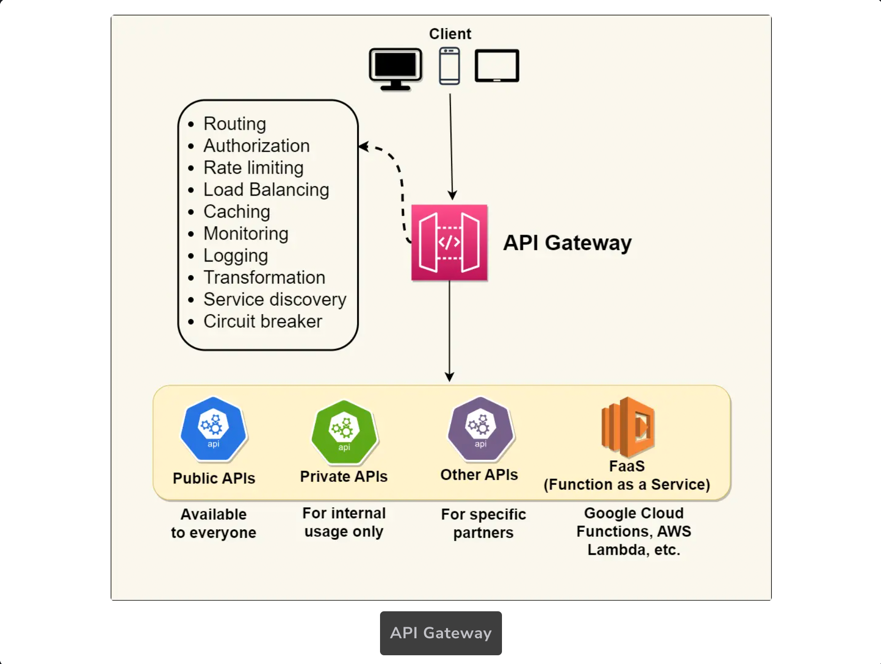 Client
Routing
Authorization
Rate limiting
Load Balancing
Caching
Monitoring
Logging
Transformation
Service discovery
Circuit breaker
</>
API Gateway
api
api
api
Public APIs
Private APIs
Other APIs
FaaS
(Function as a Service)
Available
to everyone
For internal
usage only
For specific
partners
Google Cloud
Functions, AWS
Lambda, etc.
API Gateway